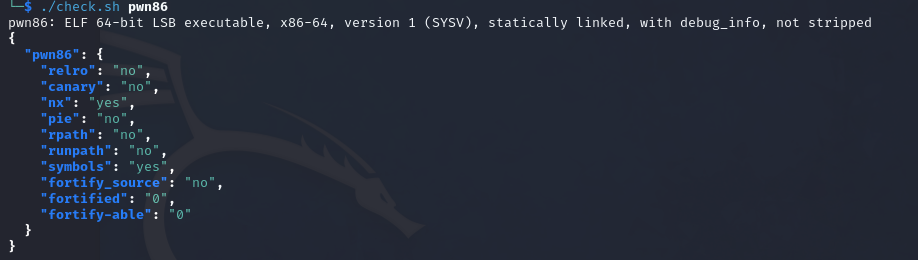 └─$ ./check.sh pwn86
pwn86: ELF 64-bit LSB executable, x86-64, version 1 (SYSV), statically linked, with debug_info, not stripped
{
  "pwn86": {
    "relro": "no",
    "canary": "no",
    "nx": "yes",
    "pie": "no",
    "rpath": "no",
    "runpath": "no",
    "symbols": "yes",
    "fortify_source": "no",
    "fortified": "0",
    "fortify-able": "0"
  }
}